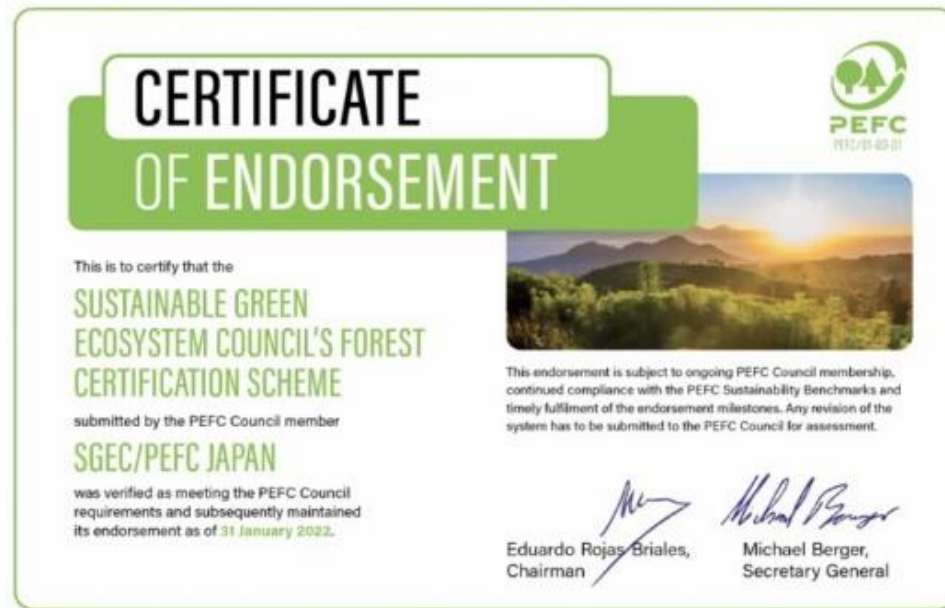 CERTIFICATE
OF ENDORSEMENT
PEFC
This is to certify that the
SUSTAINABLE GREEN
ECOSYSTEM COUNCIL'S FOREST
CERTIFICATION SCHEME
submitted by the PEFC Council member
SGEC/PEFC JAPAN
was verified as meeting the PEFC Council
requirements and subsequently maintained
its endorsement as of 31 January 2022.
This endorsement is subject to ongoing PEFC Council membership,
continued compliance with the PEFC Sustainability Benchmarks and
timely fulfilment of the endorsement milestones. Any revision of the
system has to be submitted to the PEFC Council for assessment.
Eduardo Rojas Briales,
Chairman
Michael Berger,
Secretary General